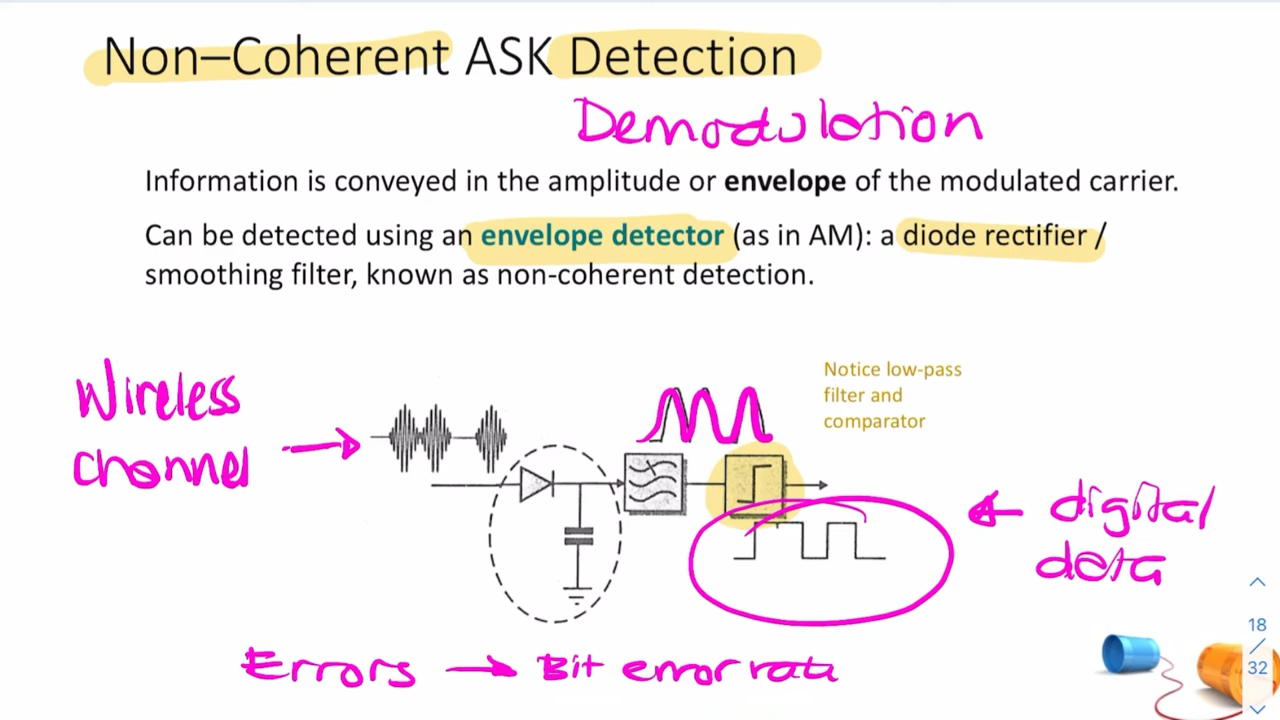 Non–Coherent ASK Detection
Demodulation
Information is conveyed in the amplitude or envelope of the modulated carrier.
Can be detected using an envelope detector (as in AM): a diode rectifier /
smoothing filter, known as non-coherent detection.
Wireless
channel
Notice low-pass
filter and
comparator
digital
data
Errors → Bit error rate
18
/
32